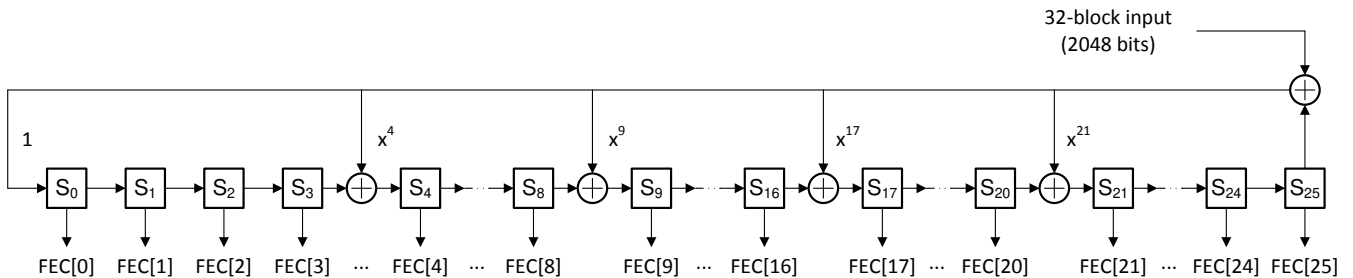 32-block input
(2048 bits)
1
x⁴
x⁹
x¹⁷
x²¹
S₀ S₁ S₂ S₃ S₄ ... S₈ S₉ ... S₁₆ S₁₇ ... S₂₀ S₂₁ ... S₂₄ S₂₅
FEC[0] FEC[1] FEC[2] FEC[3] ... FEC[4] ... FEC[8] FEC[9] ... FEC[16] FEC[17] ... FEC[20] FEC[21] ... FEC[24] FEC[25]